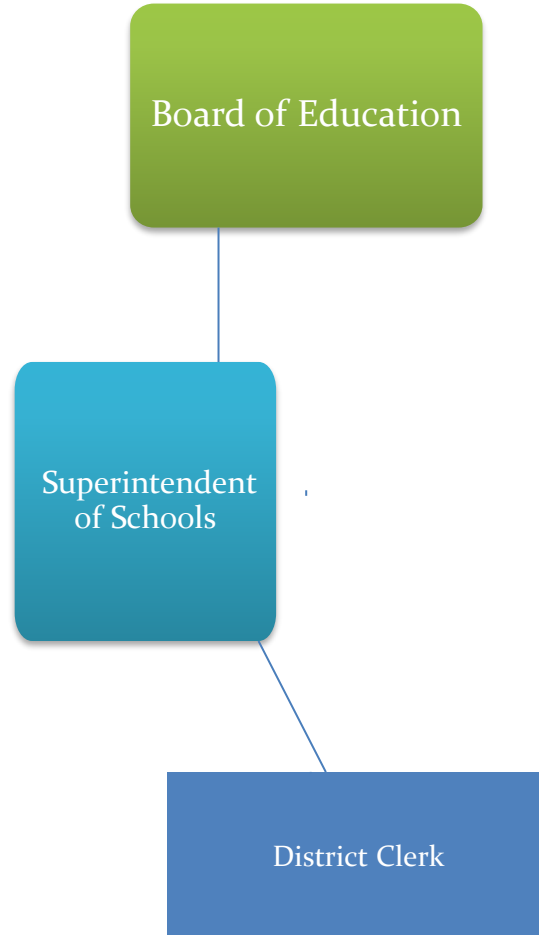 Board of Education
Superintendent
of Schools
District Clerk